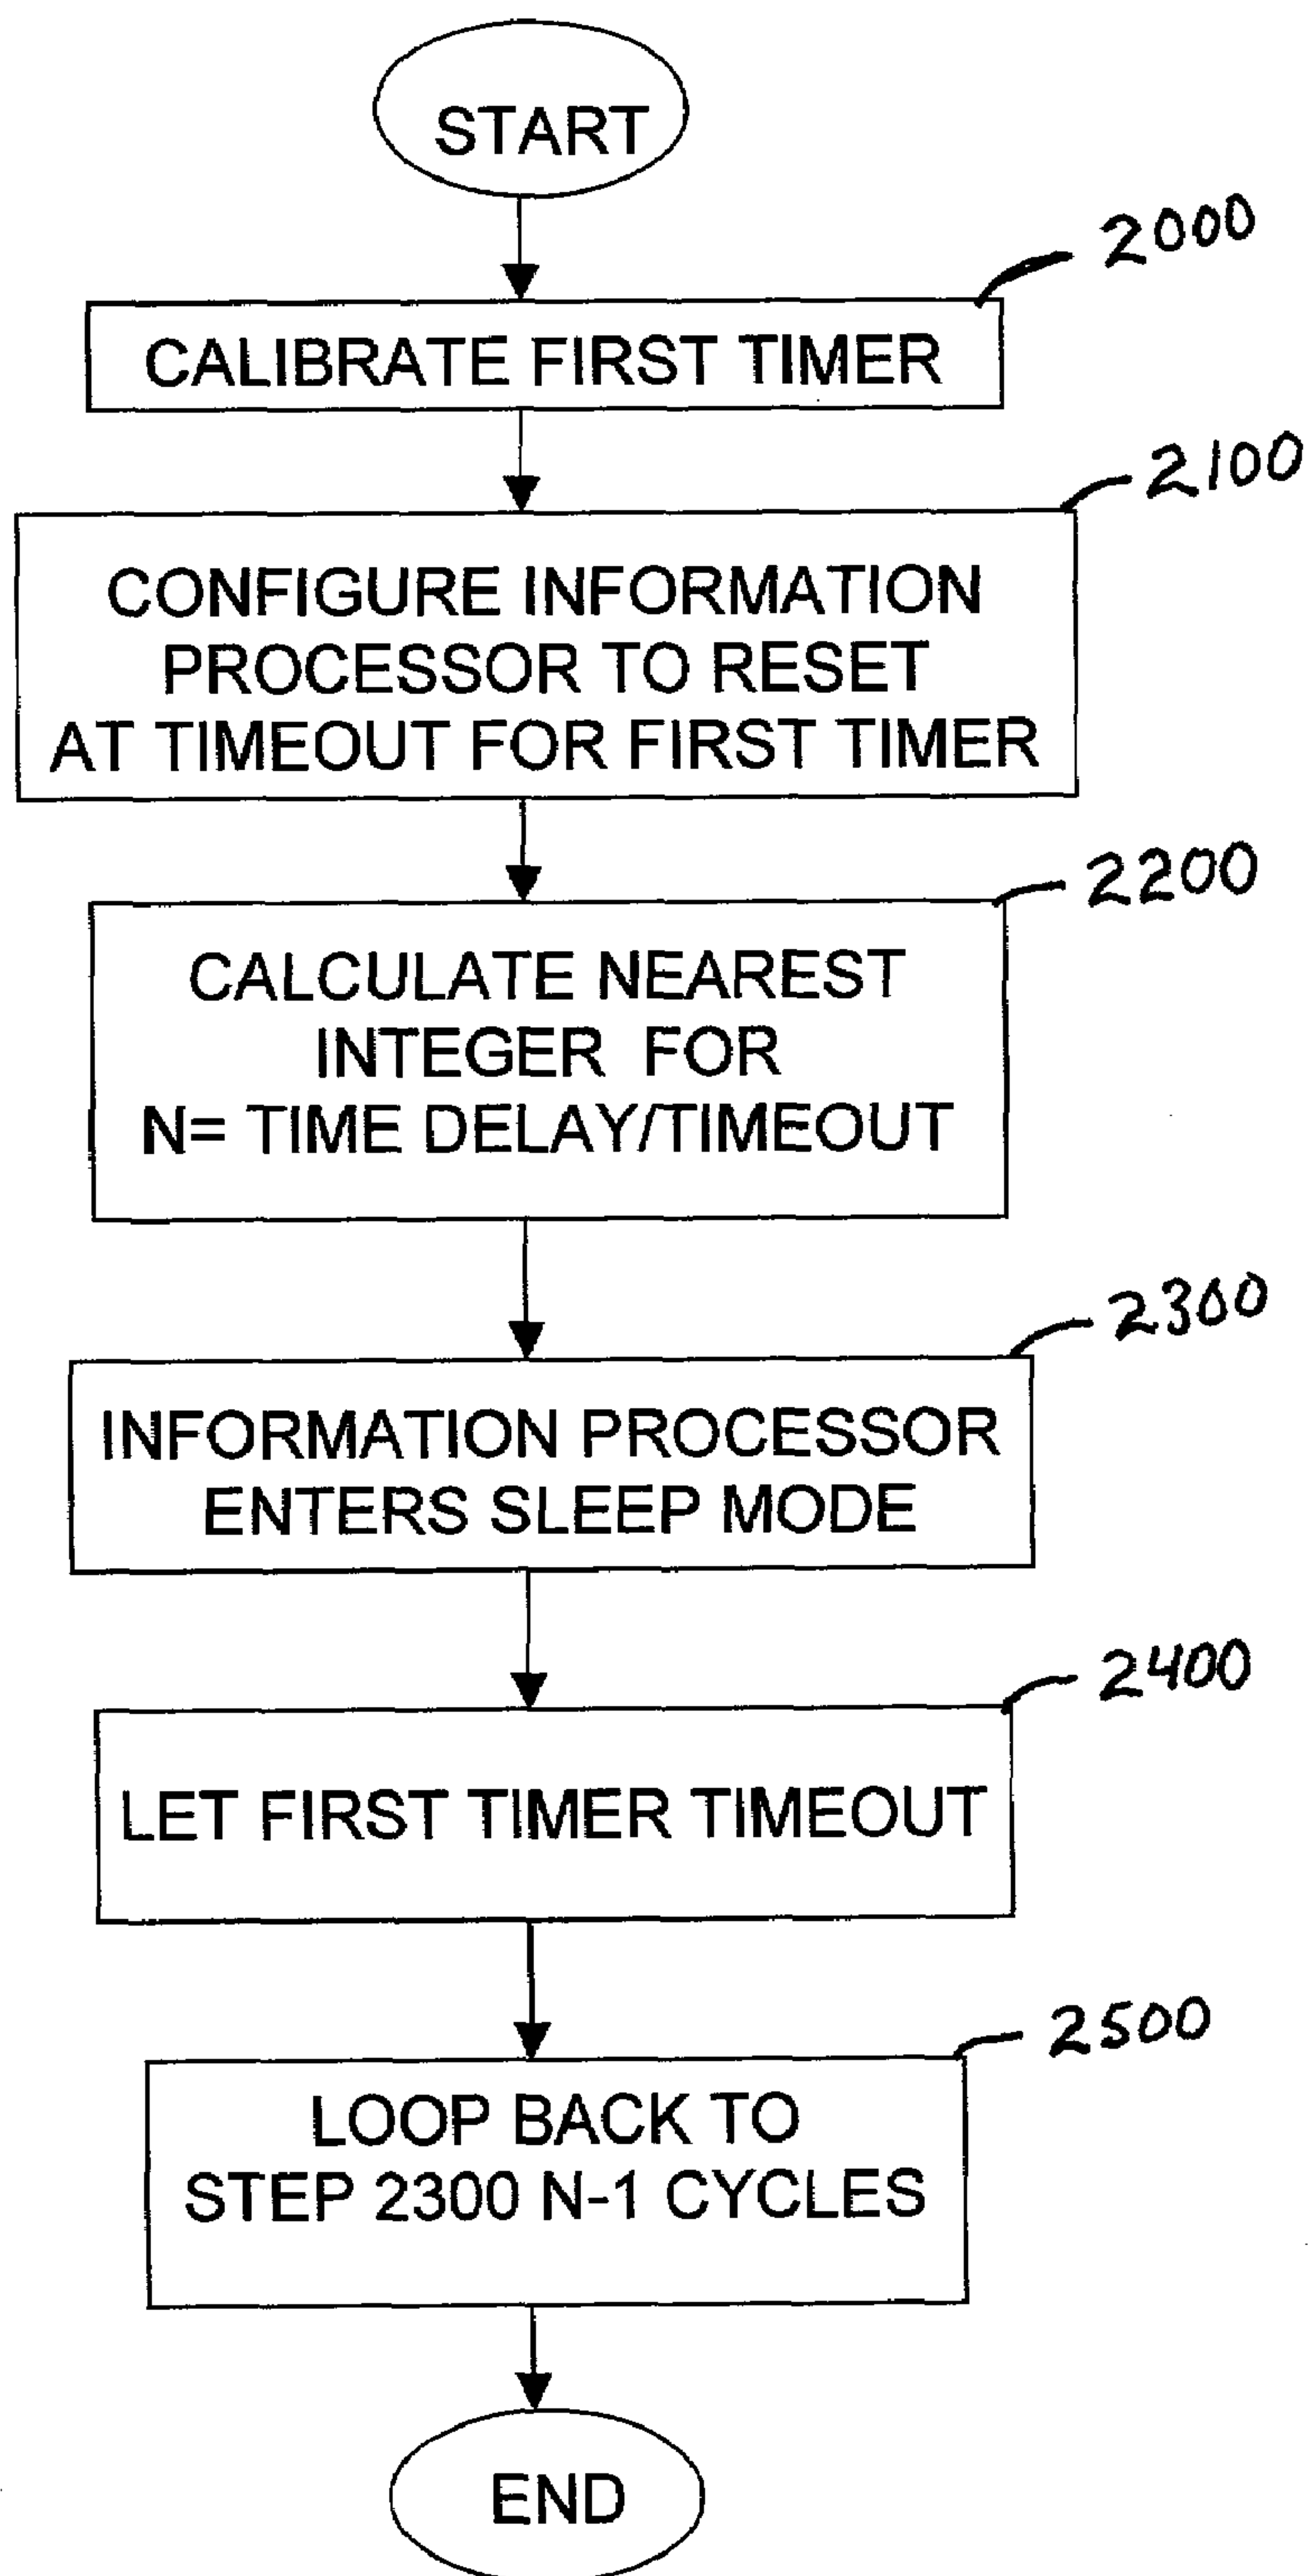 START
2000
CALIBRATE FIRST TIMER
2100
CONFIGURE INFORMATION
PROCESSOR TO RESET
AT TIMEOUT FOR FIRST TIMER
2200
CALCULATE NEAREST
INTEGER FOR
N= TIME DELAY/TIMEOUT
2300
INFORMATION PROCESSOR
ENTERS SLEEP MODE
2400
LET FIRST TIMER TIMEOUT
2500
LOOP BACK TO
STEP 2300 N-1 CYCLES
END